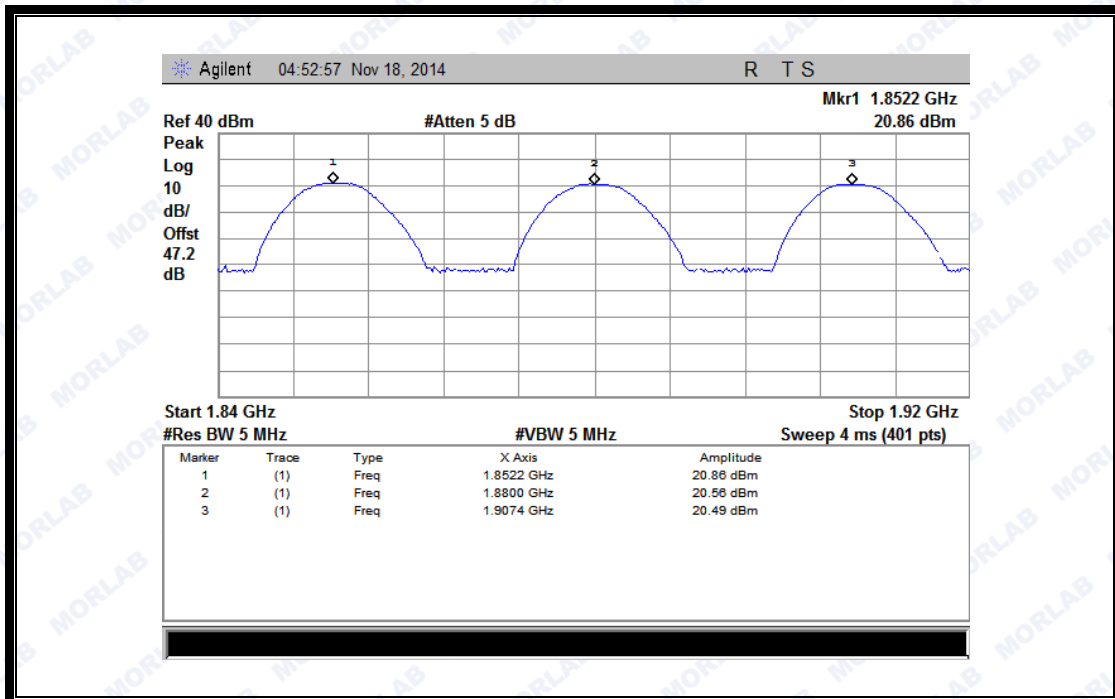 Agilent 04:52:57 Nov 18, 2014 R T S
Mkr1 1.8522 GHz
Ref 40 dBm #Atten 5 dB 20.86 dBm
Peak
Log
10
dB/
Offst
47.2
dB
1 2 3
Start 1.84 GHz Stop 1.92 GHz
#Res BW 5 MHz #VBW 5 MHz Sweep 4 ms (401 pts)
Marker Trace Type X Axis Amplitude
1 (1) Freq 1.8522 GHz 20.86 dBm
2 (1) Freq 1.8800 GHz 20.56 dBm
3 (1) Freq 1.9074 GHz 20.49 dBm
MORLAB